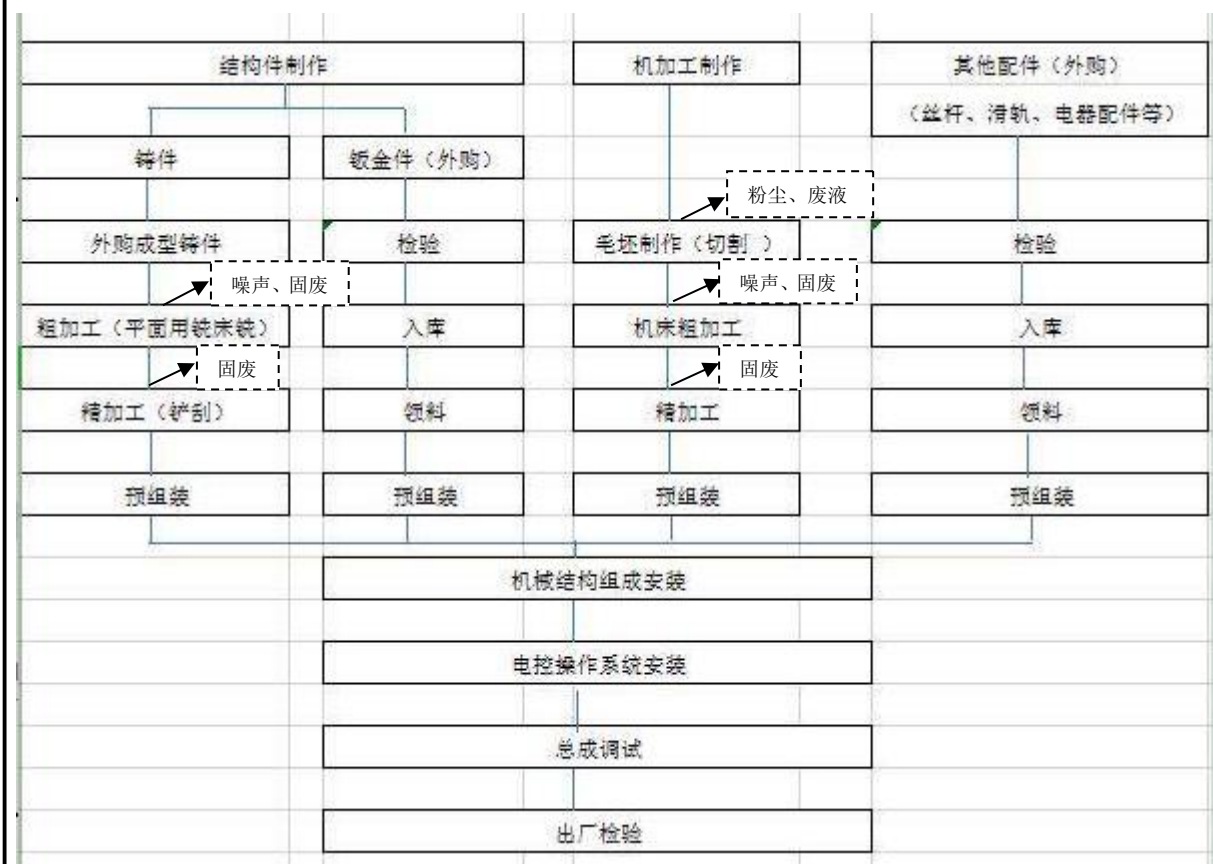 结构件制作
机加工制作
其他配件（外购）
（丝杆、滑轨、电器配件等）
铸件
钣金件（外购）
粉尘、废液
外购成型铸件
检验
毛坯制作（切割 ）
检验
噪声、固废
噪声、固废
粗加工（平面用铣床铣）
入库
机床粗加工
入库
固废
固废
精加工（铲刮）
领料
精加工
领料
预组装
预组装
预组装
预组装
机械结构组成安装
电控操作系统安装
总成调试
出厂检验